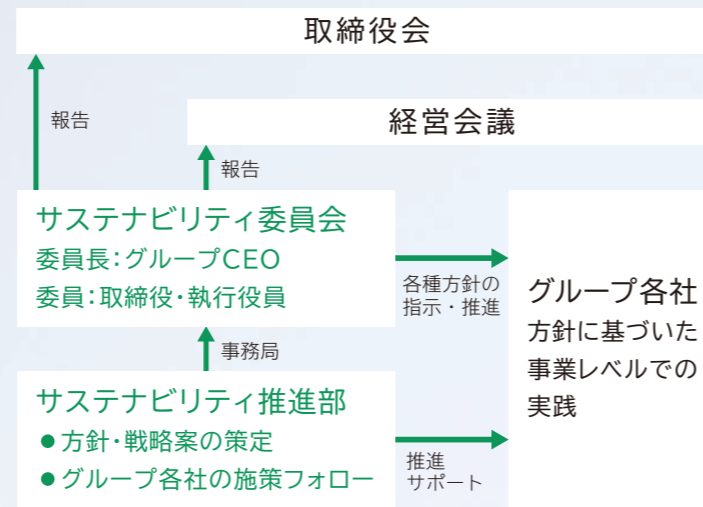 取締役会
報告
経営会議
報告
サステナビリティ委員会
委員長：グループCEO
委員：取締役・執行役員
各種方針の
指示・推進
グループ各社
方針に基づいた
事業レベルでの
実践
事務局
サステナビリティ推進部
●方針・戦略案の策定
●グループ各社の施策フォロー
推進
サポート